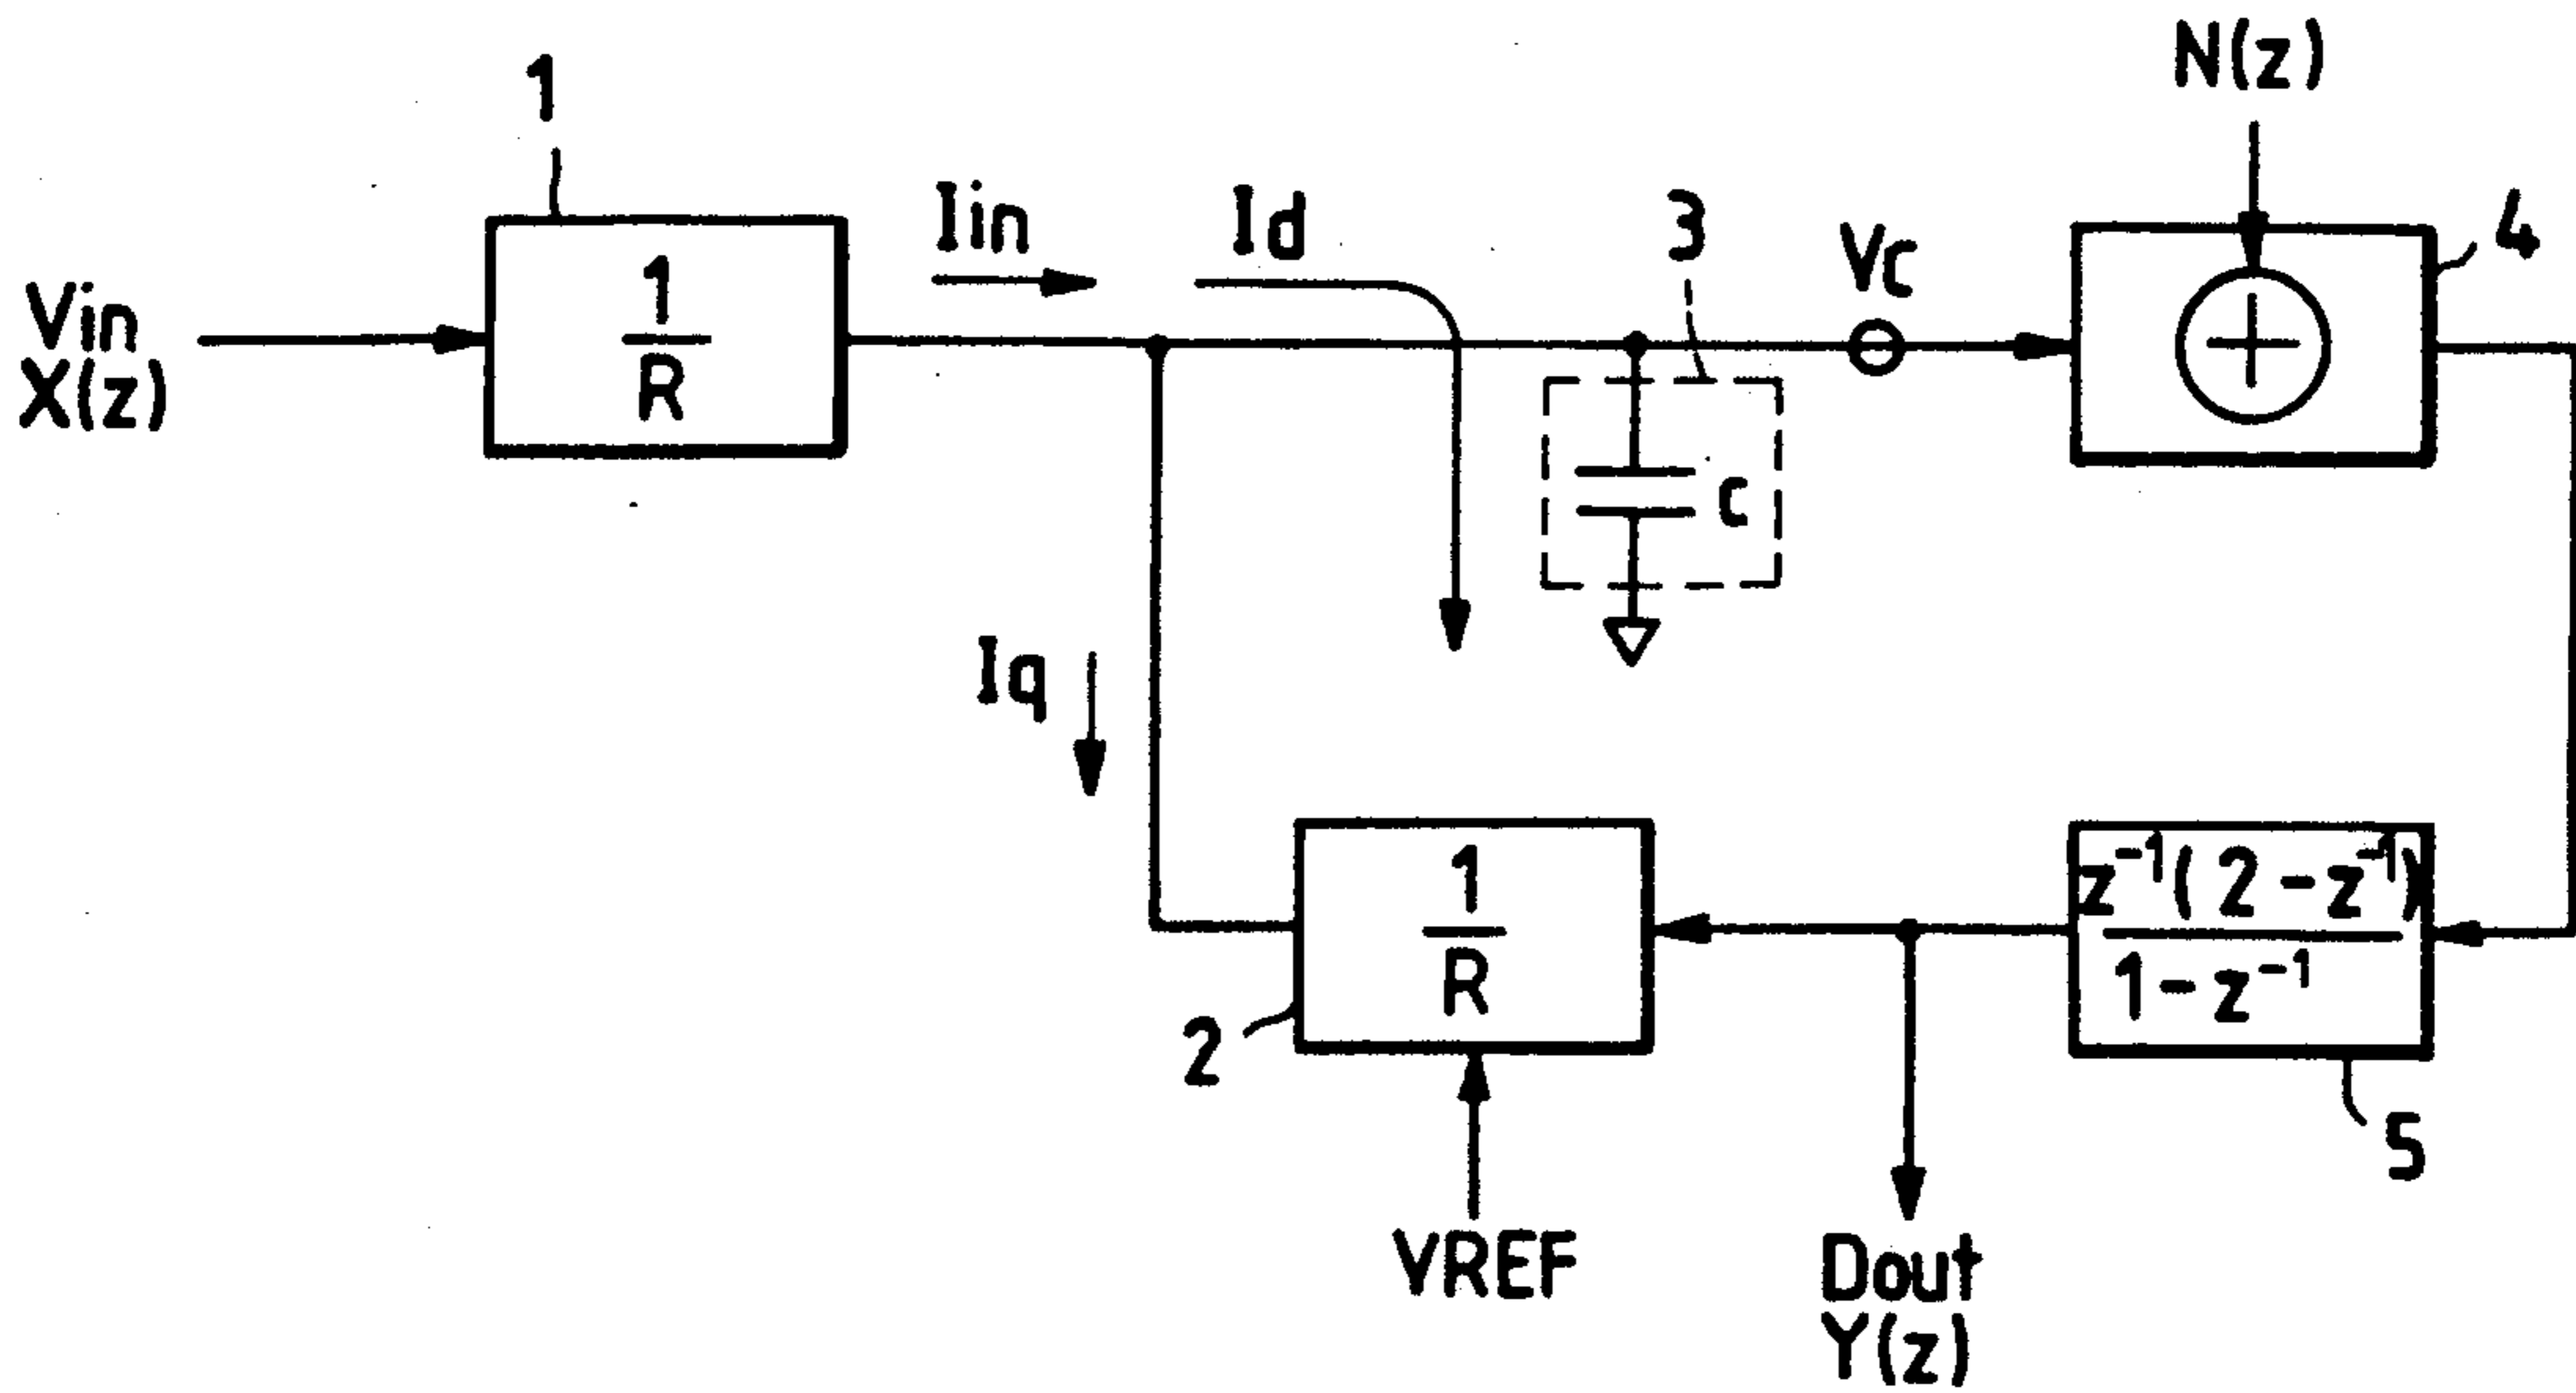 1
Vin
X(z)
1
R
Iin
Id
3
Vc
N(z)
4
+
c
Iq
2
1
R
VREF
Dout
Y(z)
z⁻¹(2-z⁻¹)
1-z⁻¹
5